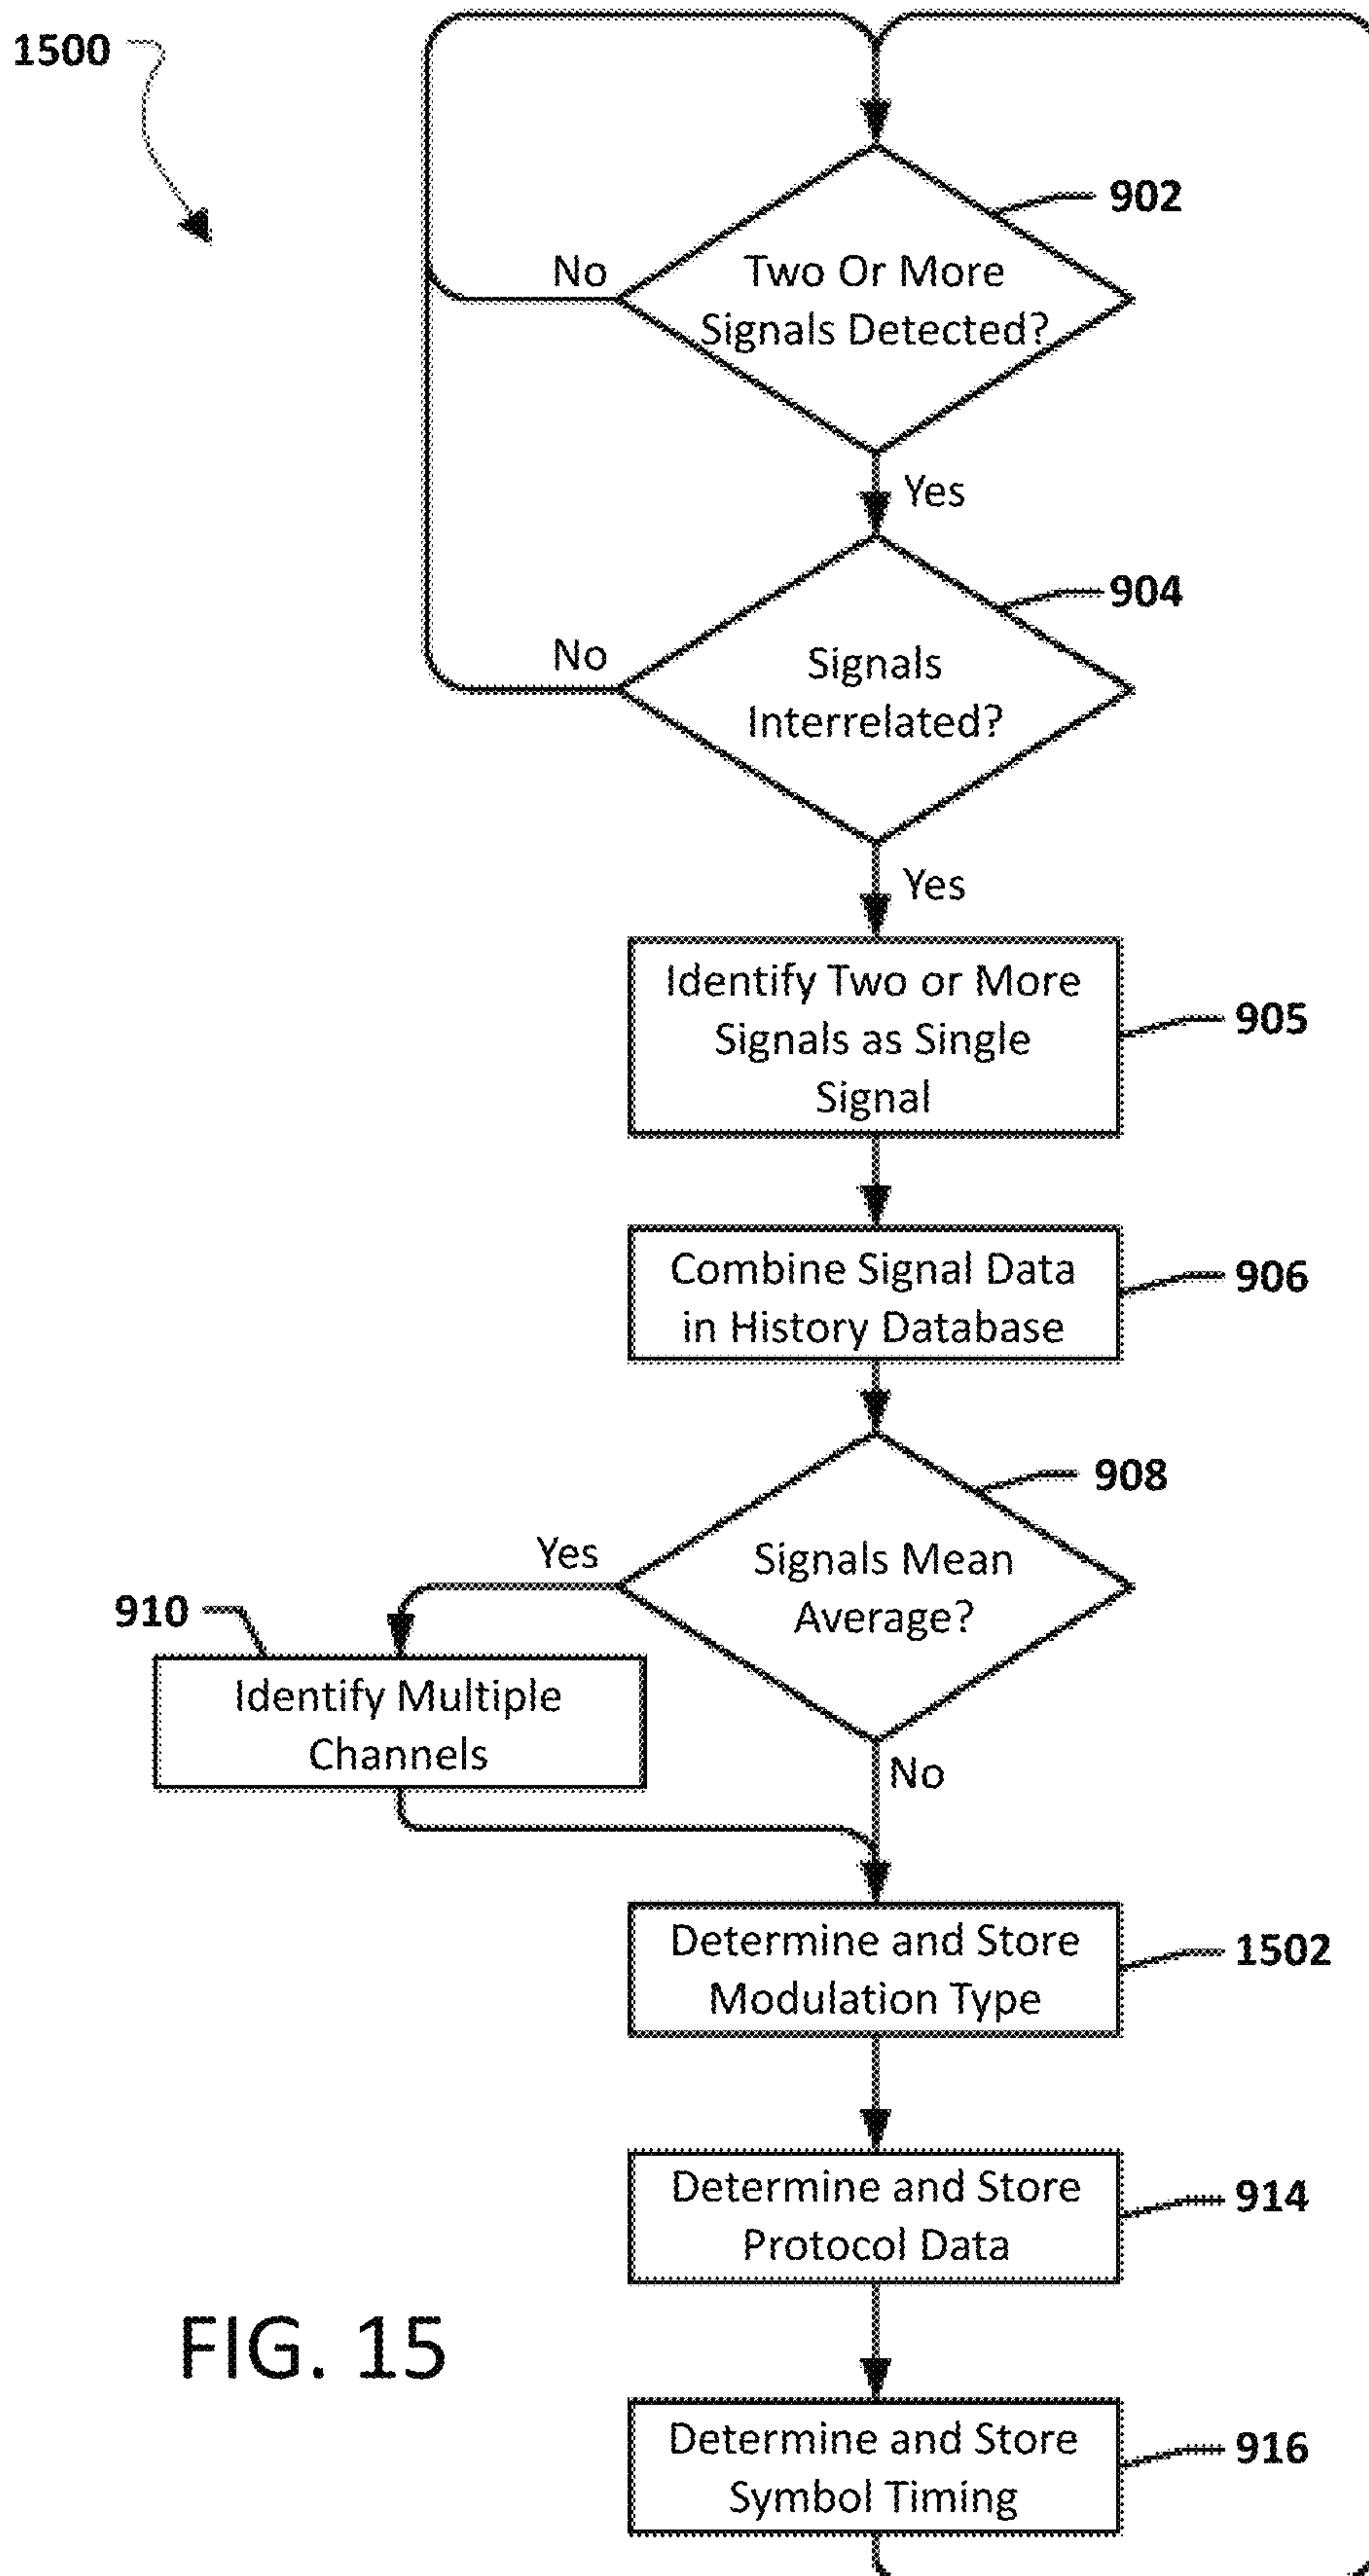 1500
902
No
Two Or More
Signals Detected?
Yes
904
No
Signals
Interrelated?
Yes
Identify Two or More
Signals as Single
Signal
905
Combine Signal Data
in History Database
906
908
Yes
Signals Mean
Average?
910
Identify Multiple
Channels
No
Determine and Store
Modulation Type
1502
Determine and Store
Protocol Data
914
FIG. 15
Determine and Store
Symbol Timing
916